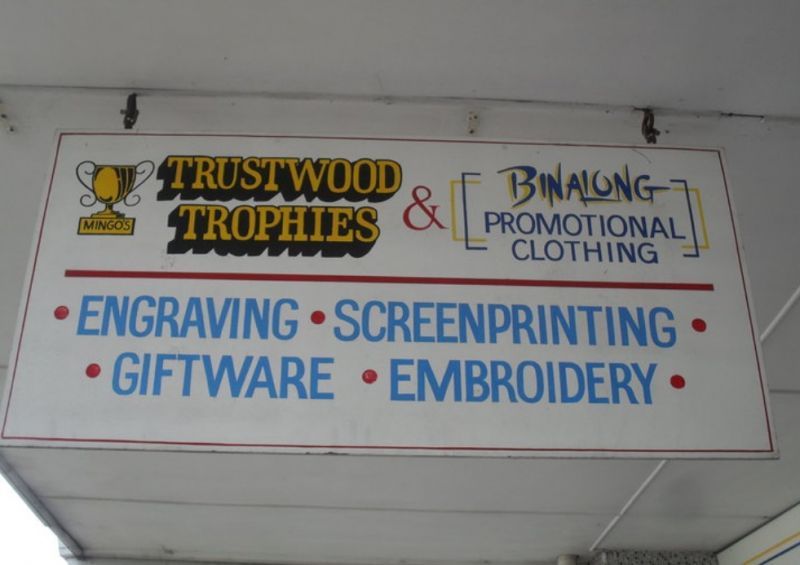 MINGO'S
TRUSTWOOD
TROPHIES
&
BINALONG
PROMOTIONAL
CLOTHING
• ENGRAVING • SCREENPRINTING •
• GIFTWARE • EMBROIDERY •